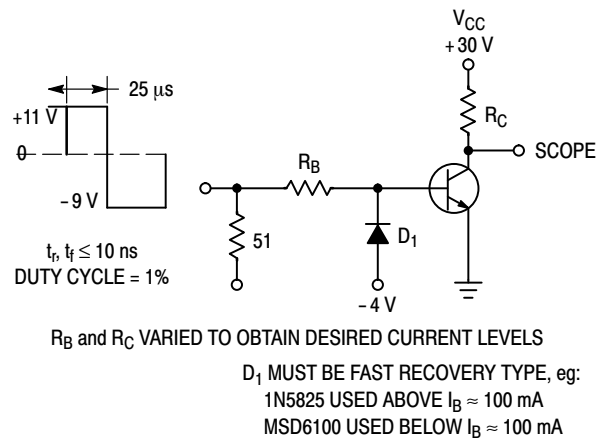 V_CC
+30 V
25 μs
+11 V
R_C
0
SCOPE
R_B
– 9 V
51
D_1
t_r, t_f ≤ 10 ns
DUTY CYCLE = 1%
– 4 V
R_B and R_C VARIED TO OBTAIN DESIRED CURRENT LEVELS
D_1 MUST BE FAST RECOVERY TYPE, eg:
1N5825 USED ABOVE I_B ≈ 100 mA
MSD6100 USED BELOW I_B ≈ 100 mA